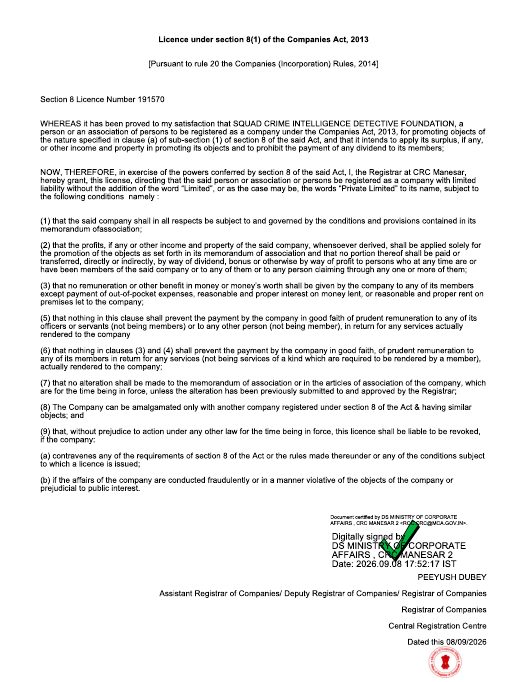 Licence under section 8(1) of the Companies Act, 2013
[Pursuant to rule 20 the Companies (Incorporation) Rules, 2014]
Section 8 Licence Number 191570
WHEREAS it has been proved to my satisfaction that SQUAD CRIME INTELLIGENCE DETECTIVE FOUNDATION, a
person or an association of persons to be registered as a company under the Companies Act, 2013, for promoting objects of
the nature specified in clause (a) of sub-section (1) of section 8 of the said Act, and that it intends to apply its surplus, if any,
or other income and property in promoting its objects and to prohibit the payment of any dividend to its members;
NOW, THEREFORE, in exercise of the powers conferred by section 8 of the said Act, I, the Registrar at CRC Manesar,
hereby grant, this license, directing that the said person or association or persons be registered as a company with limited
liability without the addition of the word "Limited", or as the case may be, the words "Private Limited" to its name, subject to
the following conditions namely :
(1) that the said company shall in all respects be subject to and governed by the conditions and provisions contained in its
memorandum ofassociation;
(2) that the profits, if any or other income and property of the said company, whensoever derived, shall be applied solely for
the promotion of the objects as set forth in its memorandum of association and that no portion thereof shall be paid or
transferred, directly or indirectly, by way of dividend, bonus or otherwise by way of profit to persons who at any time are or
have been members of the said company or to any of them or to any person claiming through any one or more of them;
(3) that no remuneration or other benefit in money or money's worth shall be given by the company to any of its members
except payment of out-of-pocket expenses, reasonable and proper interest on money lent, or reasonable and proper rent on
premises let to the company;
(5) that nothing in this clause shall prevent the payment by the company in good faith of prudent remuneration to any of its
officers or servants (not being members) or to any other person (not being member), in return for any services actually
rendered to the company
(6) that nothing in clauses (3) and (4) shall prevent the payment by the company in good faith, of prudent remuneration to
any of its members in return for any services (not being services of a kind which are required to be rendered by a member),
actually rendered to the company;
(7) that no alteration shall be made to the memorandum of association or in the articles of association of the company, which
are for the time being in force, unless the alteration has been previously submitted to and approved by the Registrar;
(8) The Company can be amalgamated only with another company registered under section 8 of the Act & having similar
objects; and
(9) that, without prejudice to action under any other law for the time being in force, this licence shall be liable to be revoked,
if the company:
(a) contravenes any of the requirements of section 8 of the Act or the rules made thereunder or any of the conditions subject
to which a licence is issued;
(b) if the affairs of the company are conducted fraudulently or in a manner violative of the objects of the company or
prejudicial to public interest.
Document certified by DS MINISTRY OF CORPORATE
AFFAIRS , CRC MANESAR 2 <ROC.CRC@MCA.GOV.IN>.
Digitally signed by
DS MINISTRY OF CORPORATE
AFFAIRS , CRC MANESAR 2
Date: 2026.09.08 17:52:17 IST
PEEYUSH DUBEY
Assistant Registrar of Companies/ Deputy Registrar of Companies/ Registrar of Companies
Registrar of Companies
Central Registration Centre
Dated this 08/09/2026